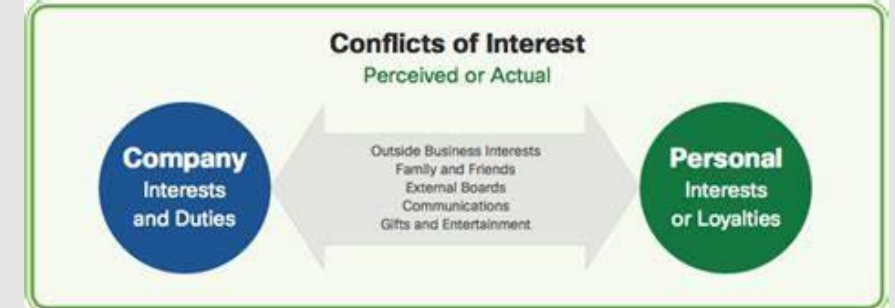 Conflicts of Interest
Perceived or Actual
Company
Interests
and Duties
Outside Business Interests
Family and Friends
External Boards
Communications
Gifts and Entertainment
Personal
Interests
or Loyalties